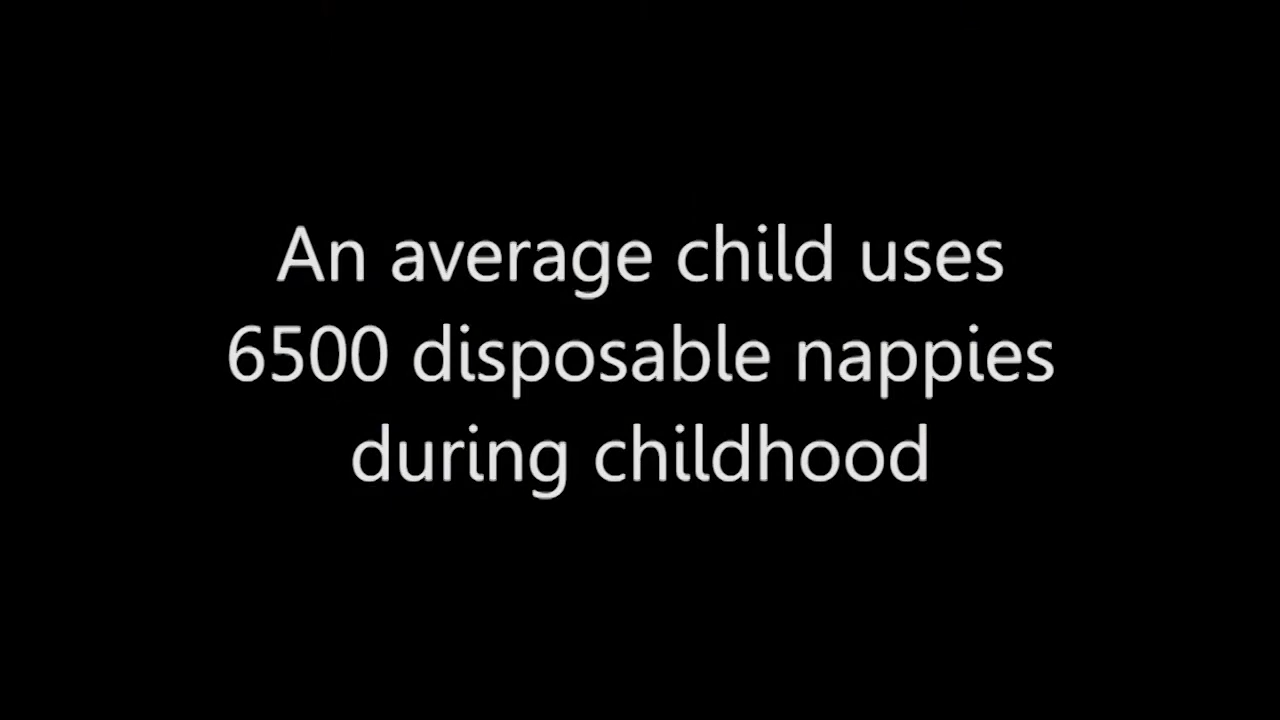 An average child uses
6500 disposable nappies
during childhood